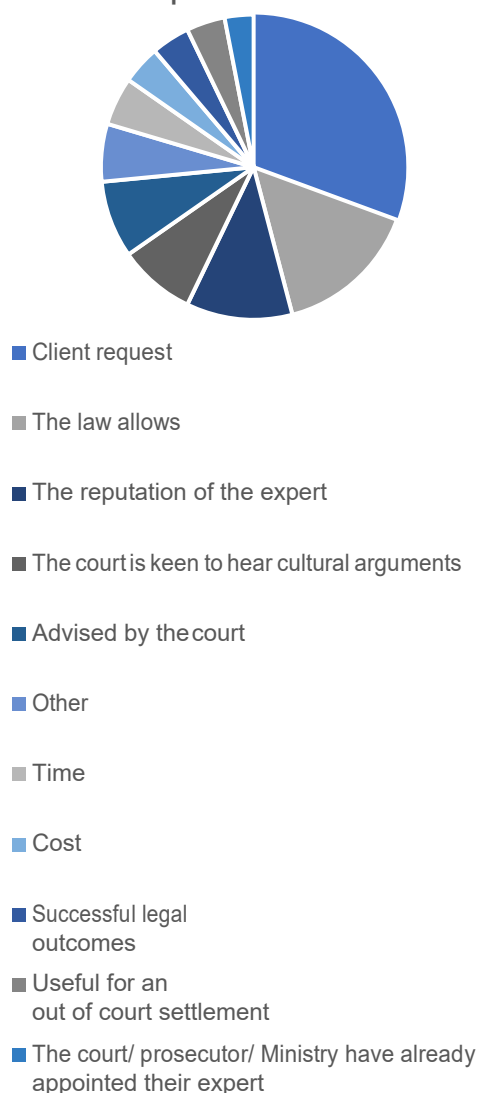 Client request
The law allows
The reputation of the expert
The court is keen to hear cultural arguments
Advised by the court
Other
Time
Cost
Successful legal
outcomes
Useful for an
out of court settlement
The court/ prosecutor/ Ministry have already
appointed their expert